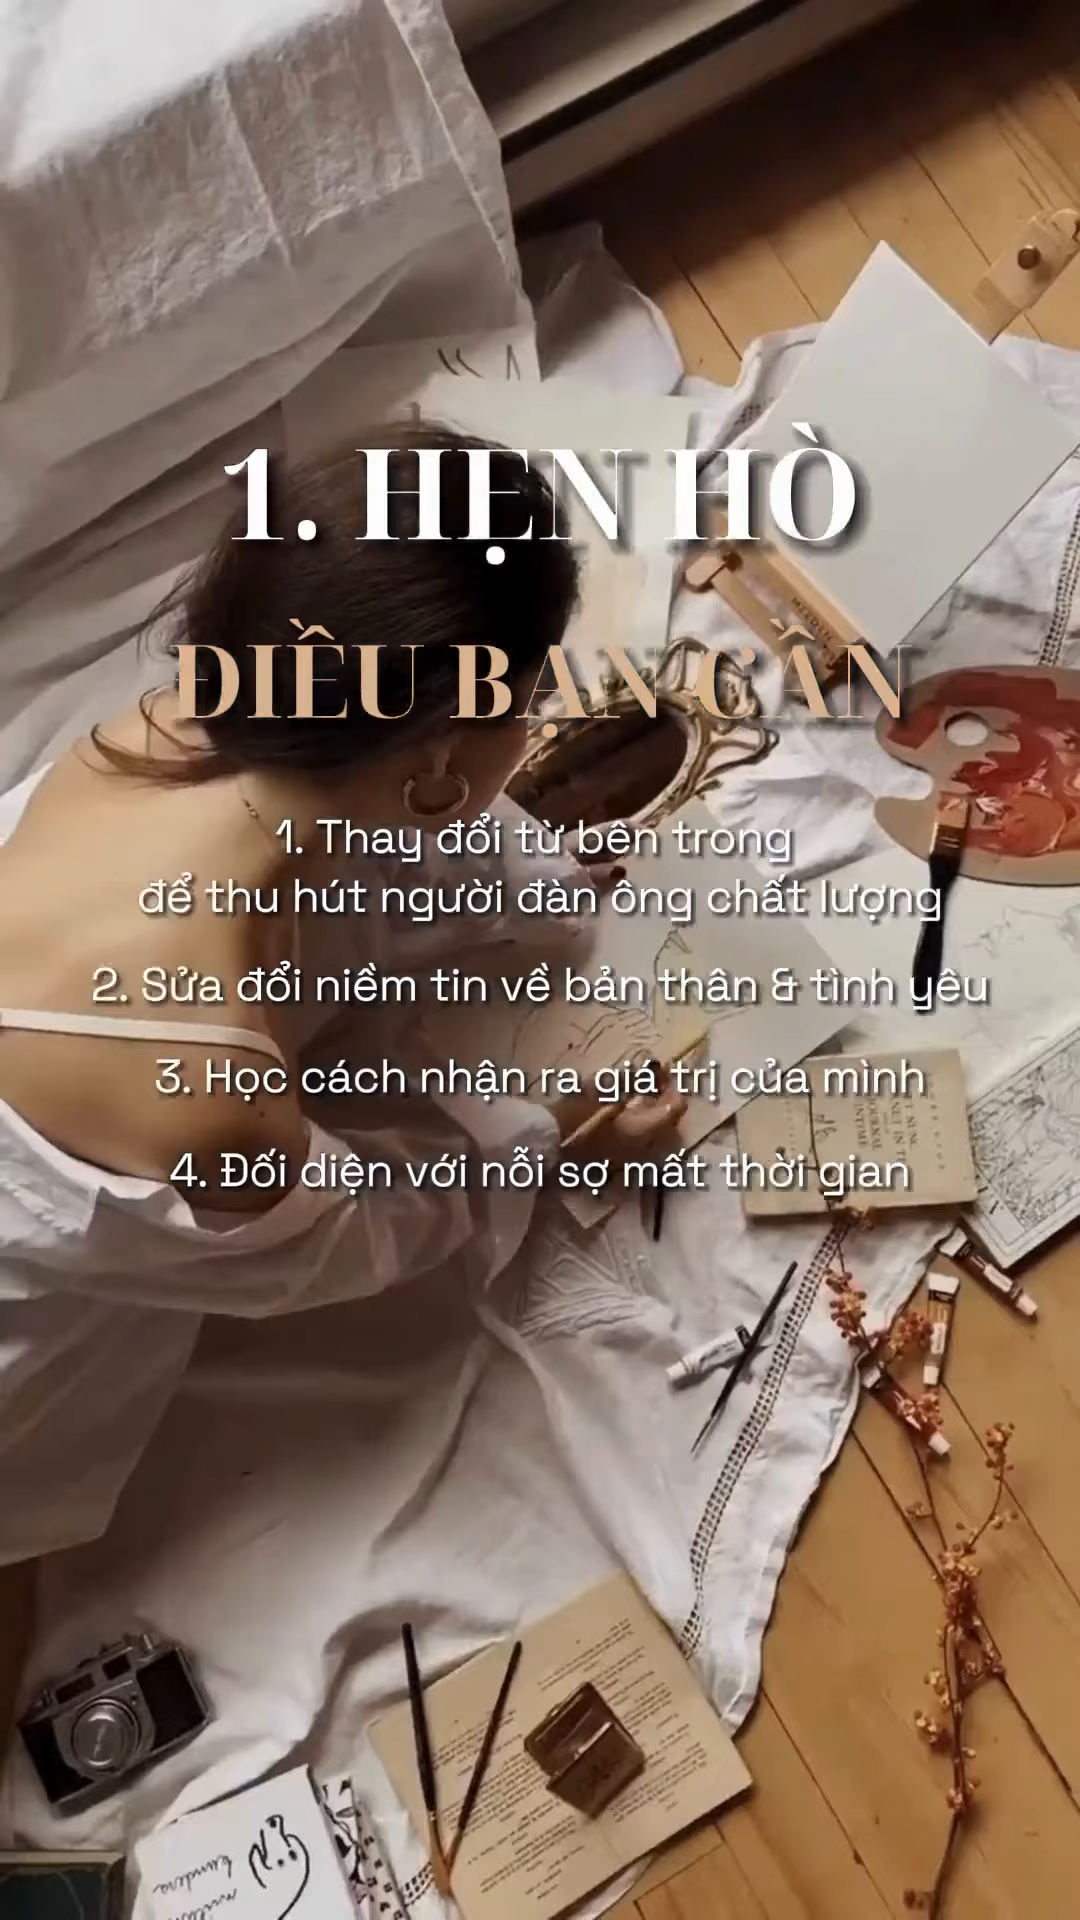 1. HẸN HÒ
ĐIỀU BẠN CẦN
1. Thay đổi từ bên trong
để thu hút người đàn ông chất lượng
2. Sửa đổi niềm tin về bản thân & tình yêu
3. Học cách nhận ra giá trị của mình
4. Đối diện với nỗi sợ mất thời gian